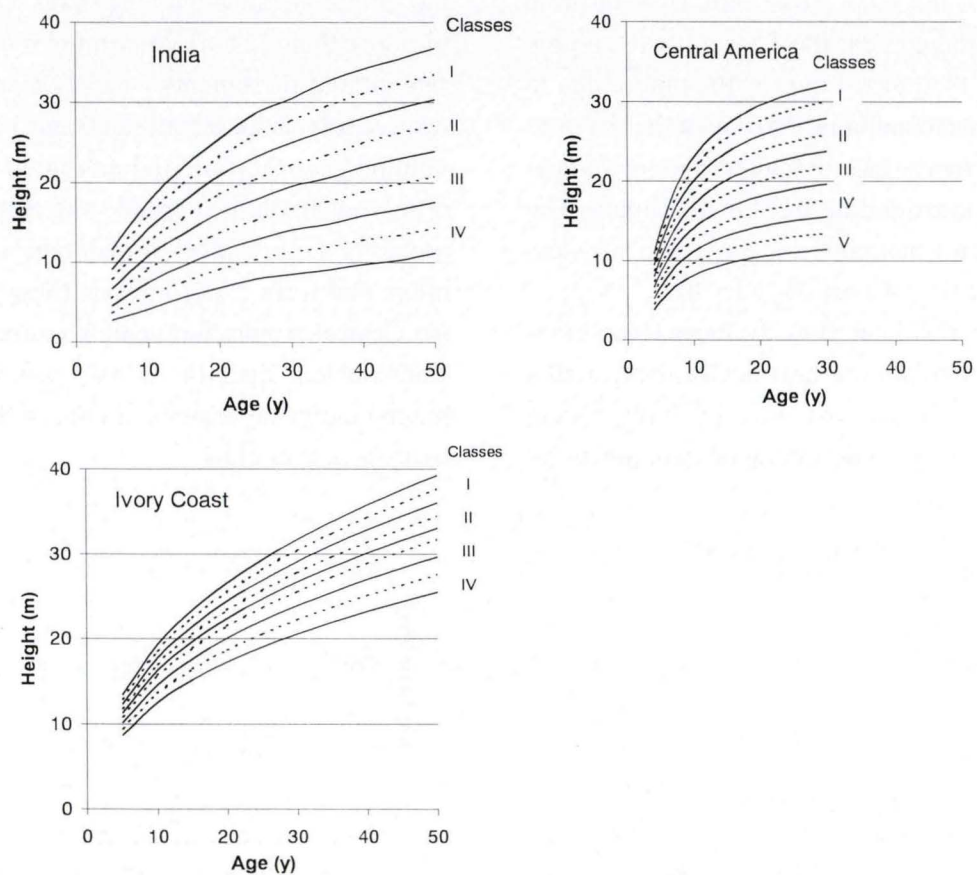 Classes
India
I
II
III
IV
40
30
20
10
0
0 10 20 30 40 50
Height (m)
Age (y)
Central America
Classes
I
II
III
IV
V
40
30
20
10
0
0 10 20 30 40 50
Height (m)
Age (y)
Classes
Ivory Coast
I
II
III
IV
40
30
20
10
0
0 10 20 30 40 50
Height (m)
Age (y)